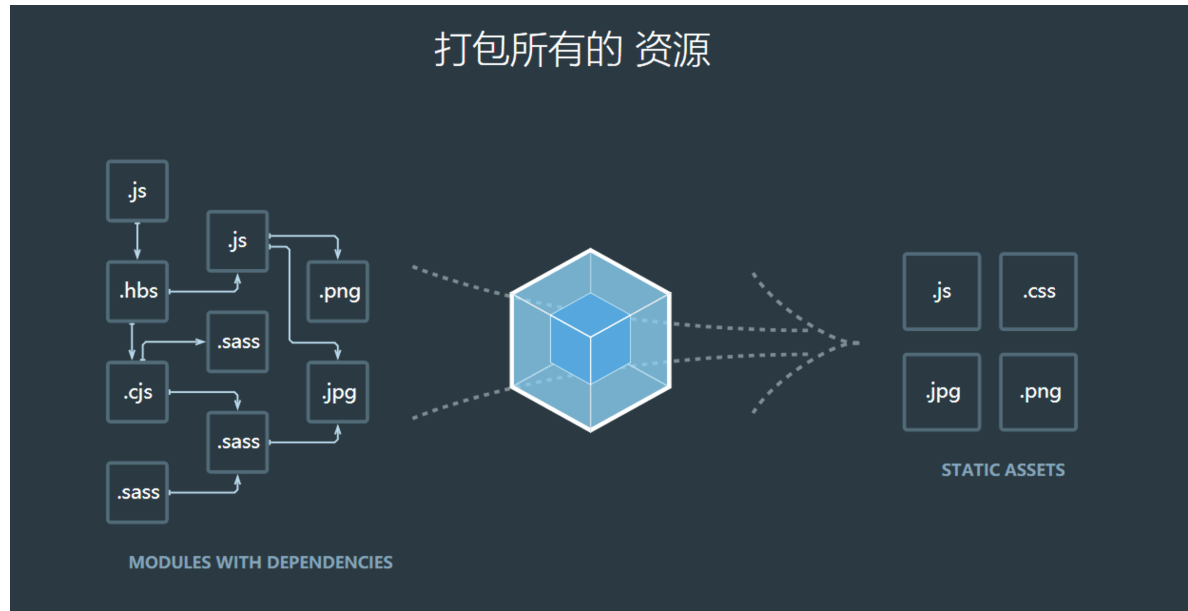 打包所有的 资源
.js
.js
.hbs
.png
.sass
.cjs
.jpg
.sass
.sass
MODULES WITH DEPENDENCIES
.js
.css
.jpg
.png
STATIC ASSETS